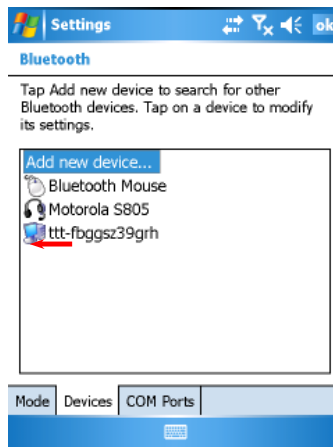 Settings
ok
Bluetooth
Tap Add new device to search for other
Bluetooth devices. Tap on a device to modify
its settings.
Add new device...
Bluetooth Mouse
Motorola S805
ttt-fbggsz39grh
Mode Devices COM Ports